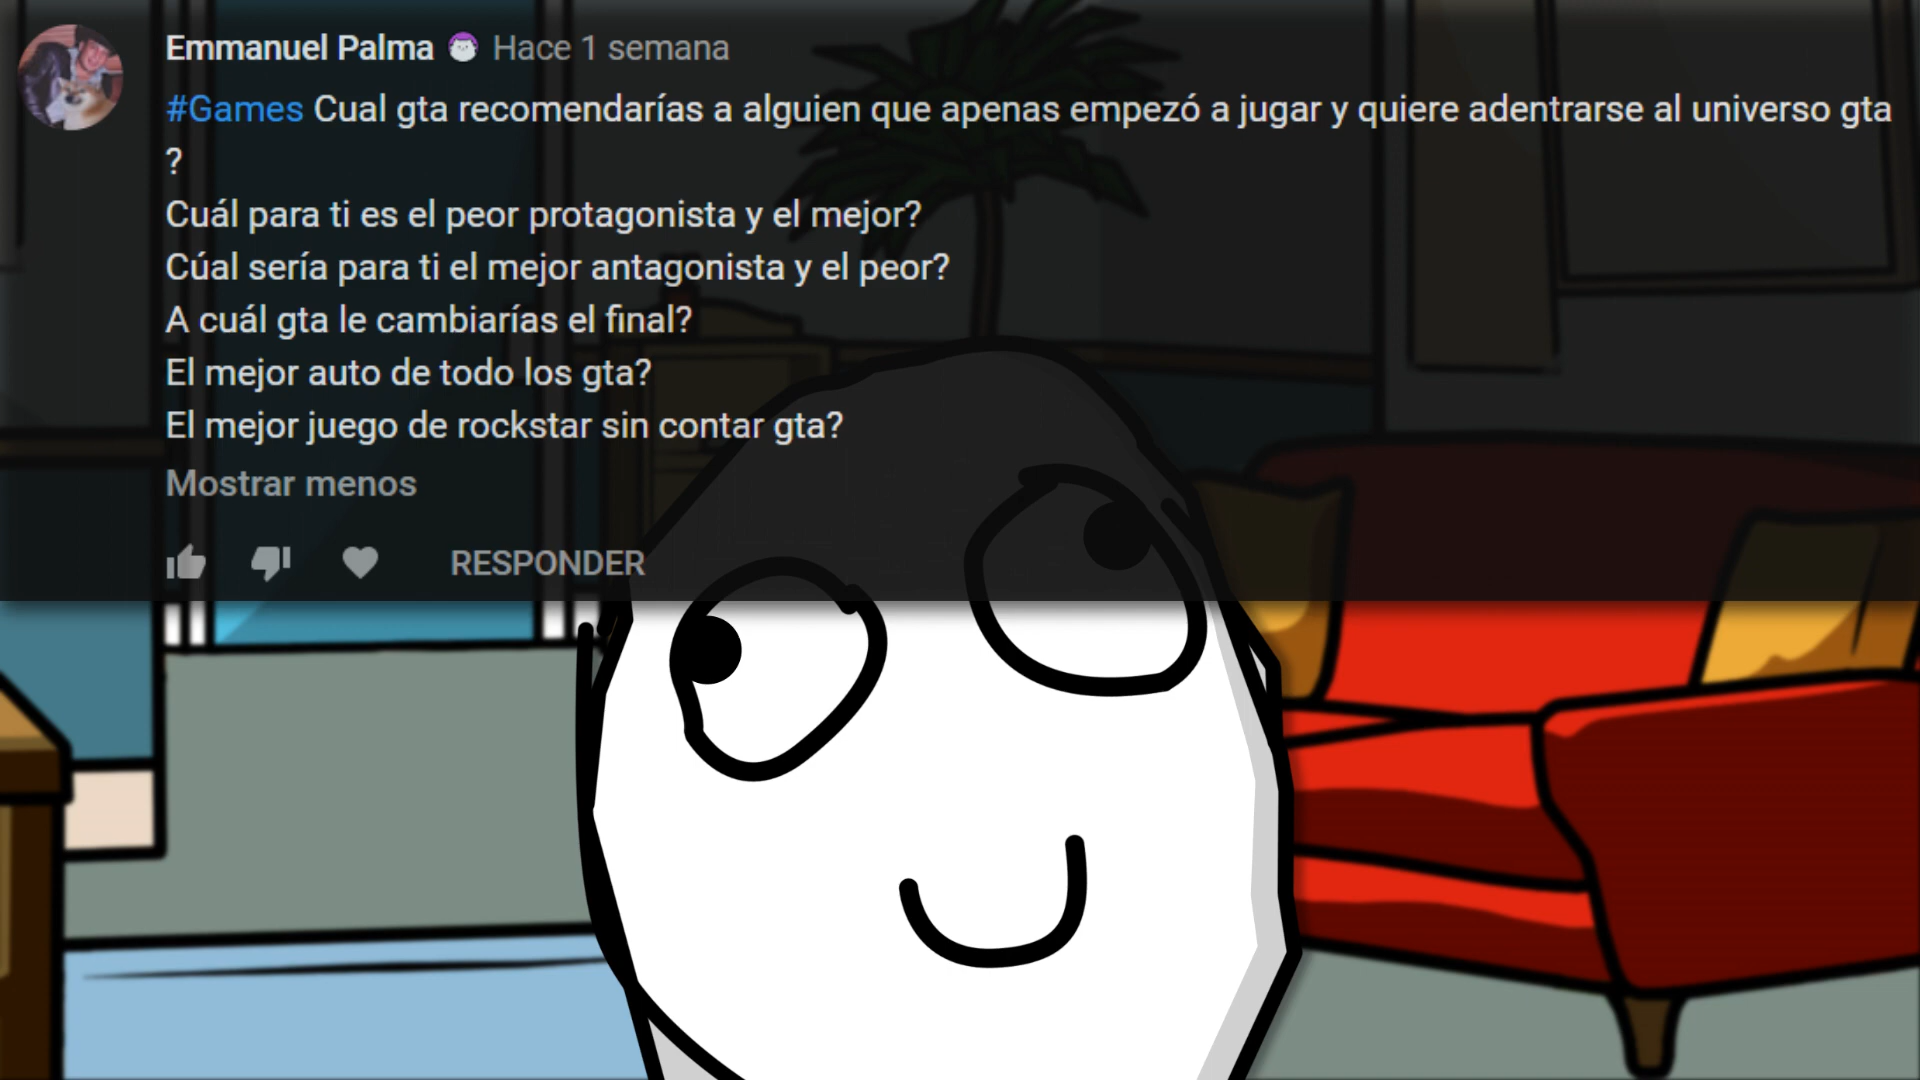 Emmanuel Palma Hace 1 semana
#Games Cual gta recomendarías a alguien que apenas empezó a jugar y quiere adentrarse al universo gta
?
Cuál para ti es el peor protagonista y el mejor?
Cúal sería para ti el mejor antagonista y el peor?
A cuál gta le cambiarías el final?
El mejor auto de todo los gta?
El mejor juego de rockstar sin contar gta?
Mostrar menos
RESPONDER